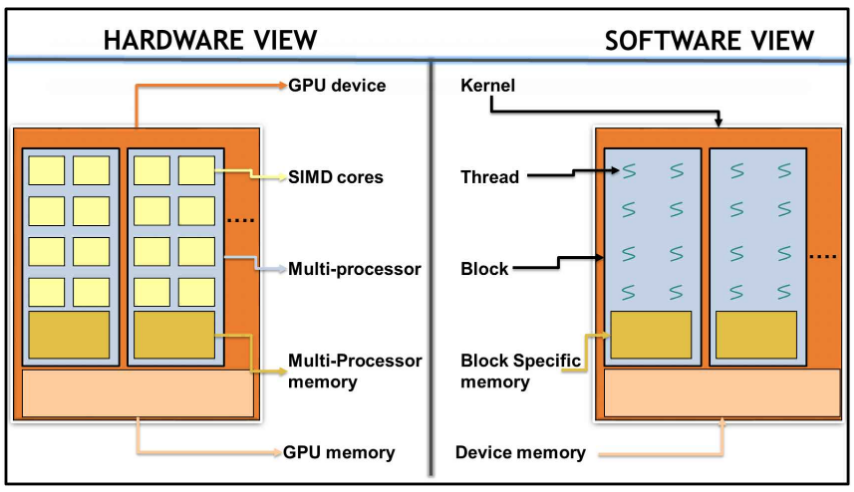 HARDWARE VIEW
SOFTWARE VIEW
GPU device
SIMD cores
Multi-processor
Multi-Processor
memory
GPU memory
Kernel
Thread
Block
Block Specific
memory
Device memory